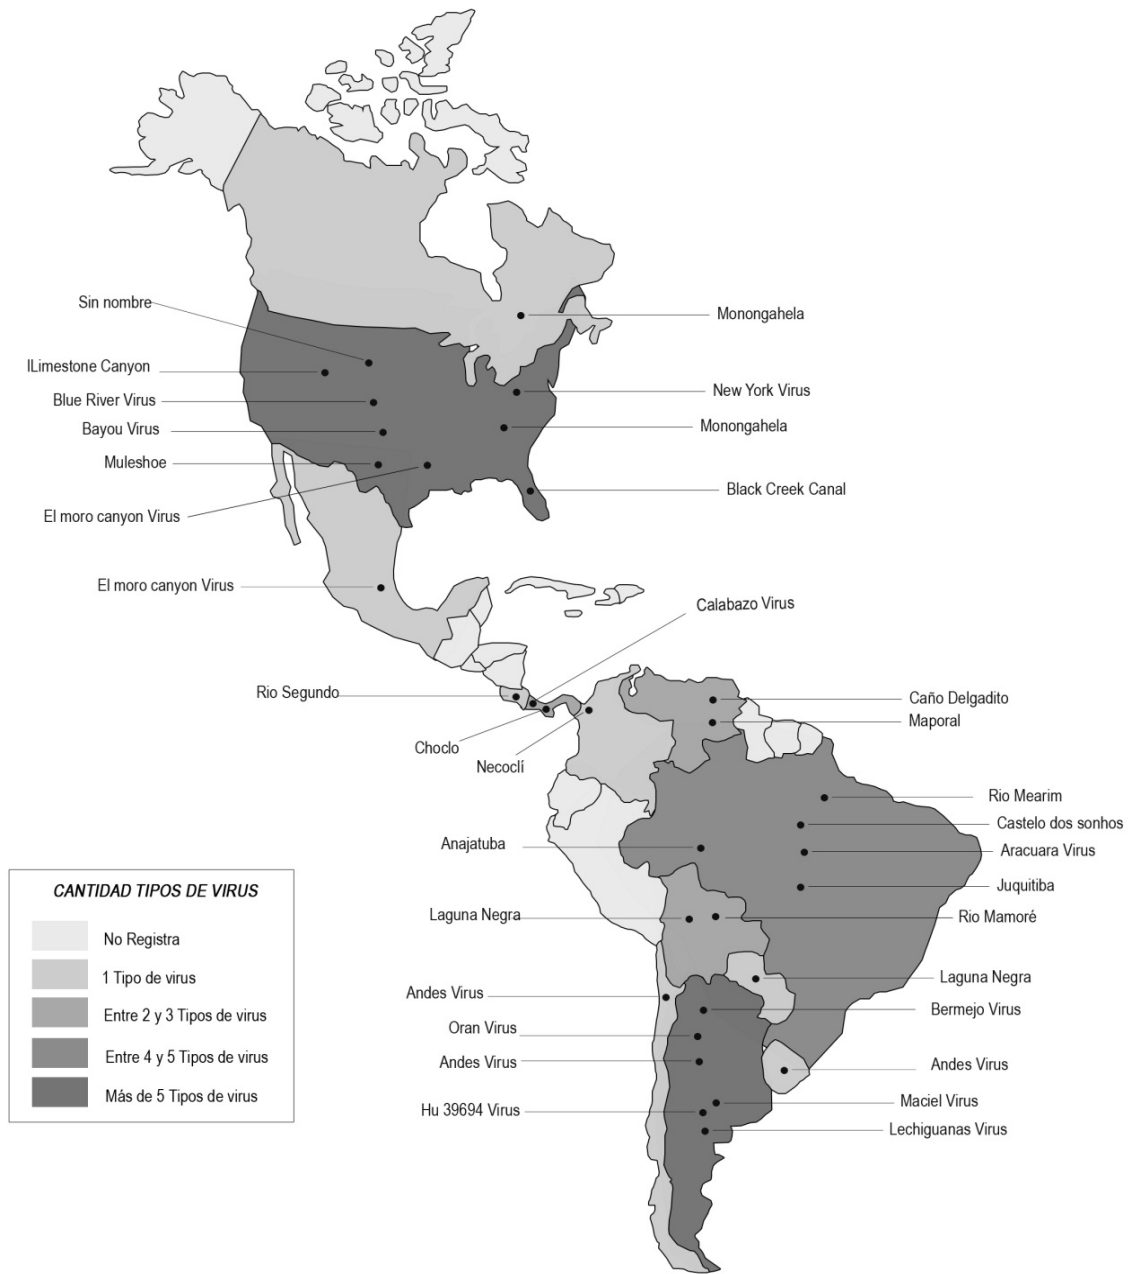 Sin nombre
Monongahela
lLimestone Canyon
New York Virus
Blue River Virus
Bayou Virus
Monongahela
Muleshoe
Black Creek Canal
El moro canyon Virus
El moro canyon Virus
Calabazo Virus
Rio Segundo
Caño Delgadito
Maporal
Choclo
Necoclí
Rio Mearim
Castelo dos sonhos
Anajatuba
Aracuara Virus
Juquitiba
Laguna Negra
Rio Mamoré
Laguna Negra
Andes Virus
Bermejo Virus
Oran Virus
Andes Virus
Andes Virus
Hu 39694 Virus
Maciel Virus
Lechiguanas Virus
CANTIDAD TIPOS DE VIRUS
No Registra
1 Tipo de virus
Entre 2 y 3 Tipos de virus
Entre 4 y 5 Tipos de virus
Más de 5 Tipos de virus